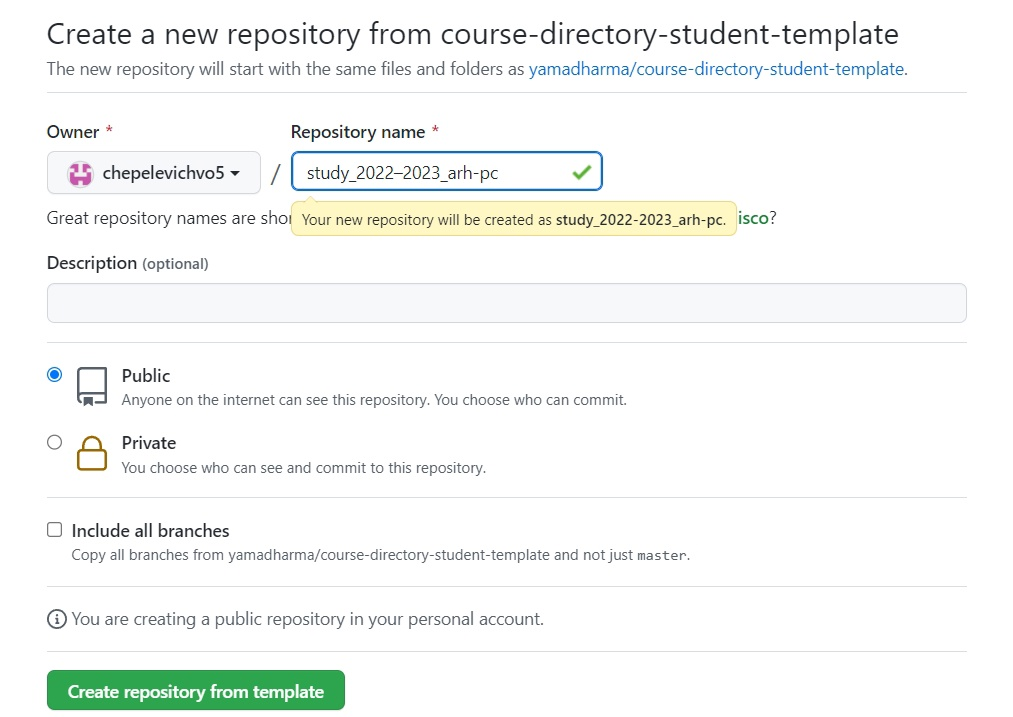 Create a new repository from course-directory-student-template
The new repository will start with the same files and folders as yamadharma/course-directory-student-template.
Owner * Repository name *
chepelevichvo5 / study_2022–2023_arh-pc
Great repository names are Your new repository will be created as study_2022-2023_arh-pc. isco?
Description (optional)
Public
Anyone on the internet can see this repository. You choose who can commit.
Private
You choose who can see and commit to this repository.
Include all branches
Copy all branches from yamadharma/course-directory-student-template and not just master.
You are creating a public repository in your personal account.
Create repository from template